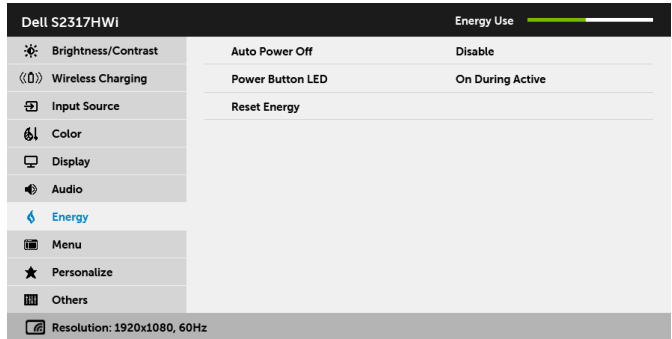 Dell S2317HWi
Energy Use
Brightness/Contrast
Auto Power Off
Disable
Wireless Charging
Power Button LED
On During Active
Input Source
Reset Energy
Color
Display
Audio
Energy
Menu
Personalize
Others
Resolution: 1920x1080, 60Hz